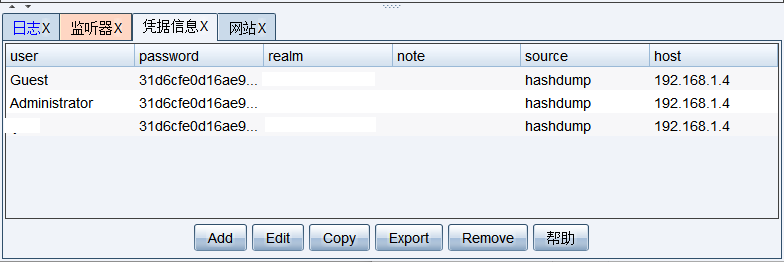 日志X 监听器X 凭据信息X 网站X
user password realm note source host
Guest 31d6cfe0d16ae9... hashdump 192.168.1.4
Administrator 31d6cfe0d16ae9... hashdump 192.168.1.4
31d6cfe0d16ae9... hashdump 192.168.1.4
Add Edit Copy Export Remove 帮助